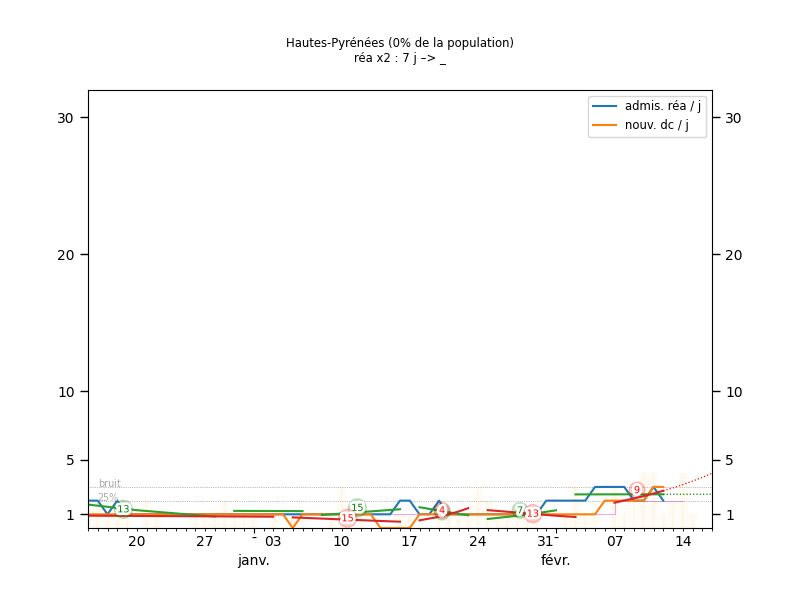 Hautes-Pyrénées (0% de la population)
réa x2 : 7 j –> _
admis. réa / j
nouv. dc / j
30 30
20 20
10 10
5 5
bruit
25%
1 1
13 15 15 4 7 13 9
20 27 03 10 17 24 31 07 14
janv. févr.